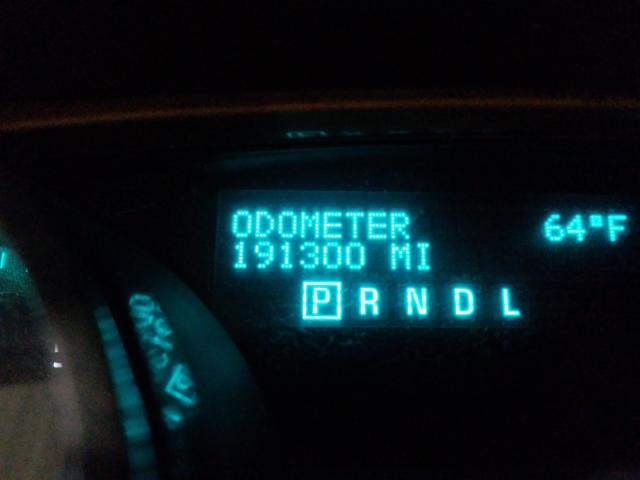 ODOMETER 64°F
191300 MI
P R N D L